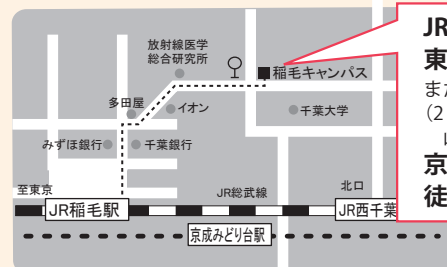 放射線医学
総合研究所
稲毛キャンパス
多田屋
イオン
千葉大学
みずほ銀行
千葉銀行
至東京
JR総武線
北口
JR稲毛駅
JR西千葉
京成みどり台駅
JR
東
また
(2
京
徒